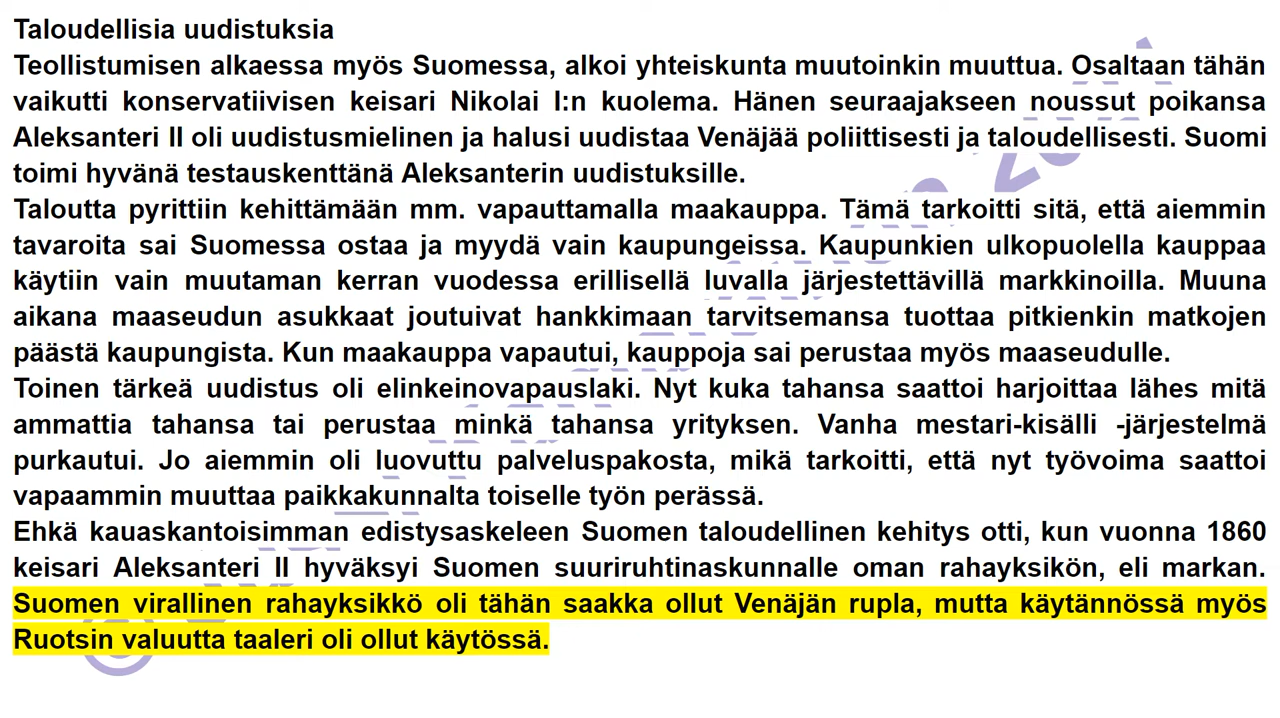 Taloudellisia uudistuksia
Teollistumisen alkaessa myös Suomessa, alkoi yhteiskunta muutoinkin muuttua. Osaltaan tähän
vaikutti konservatiivisen keisari Nikolai I:n kuolema. Hänen seuraajakseen noussut poikansa
Aleksanteri II oli uudistusmielinen ja halusi uudistaa Venäjää poliittisesti ja taloudellisesti. Suomi
toimi hyvänä testauskenttänä Aleksanterin uudistuksille.
Taloutta pyrittiin kehittämään mm. vapauttamalla maakauppa. Tämä tarkoitti sitä, että aiemmin
tavaroita sai Suomessa ostaa ja myydä vain kaupungeissa. Kaupunkien ulkopuolella kauppaa
käytiin vain muutaman kerran vuodessa erillisellä luvalla järjestettävillä markkinoilla. Muuna
aikana maaseudun asukkaat joutuivat hankkimaan tarvitsemansa tuottaa pitkienkin matkojen
päästä kaupungista. Kun maakauppa vapautui, kauppoja sai perustaa myös maaseudulle.
Toinen tärkeä uudistus oli elinkeinovapauslaki. Nyt kuka tahansa saattoi harjoittaa lähes mitä
ammattia tahansa tai perustaa minkä tahansa yrityksen. Vanha mestari-kisälli -järjestelmä
purkautui. Jo aiemmin oli luovuttu palveluspakosta, mikä tarkoitti, että nyt työvoima saattoi
vapaammin muuttaa paikkakunnalta toiselle työn perässä.
Ehkä kauaskantoisimman edistysaskeleen Suomen taloudellinen kehitys otti, kun vuonna 1860
keisari Aleksanteri II hyväksyi Suomen suuriruhtinaskunnalle oman rahayksikön, eli markan.
Suomen virallinen rahayksikkö oli tähän saakka ollut Venäjän rupla, mutta käytännössä myös
Ruotsin valuutta taaleri oli ollut käytössä.